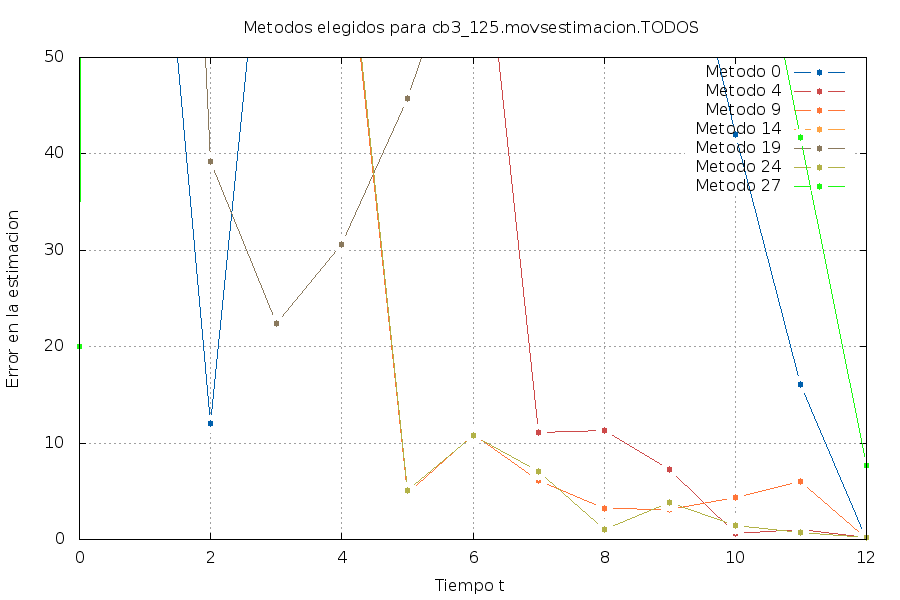 Metodos elegidos para cb3_125.movsestimacion.TODOS
50
40
30
20
10
0
Error en la estimacion
Metodo 0
Metodo 4
Metodo 9
Metodo 14
Metodo 19
Metodo 24
Metodo 27
0 2 4 6 8 10 12
Tiempo t